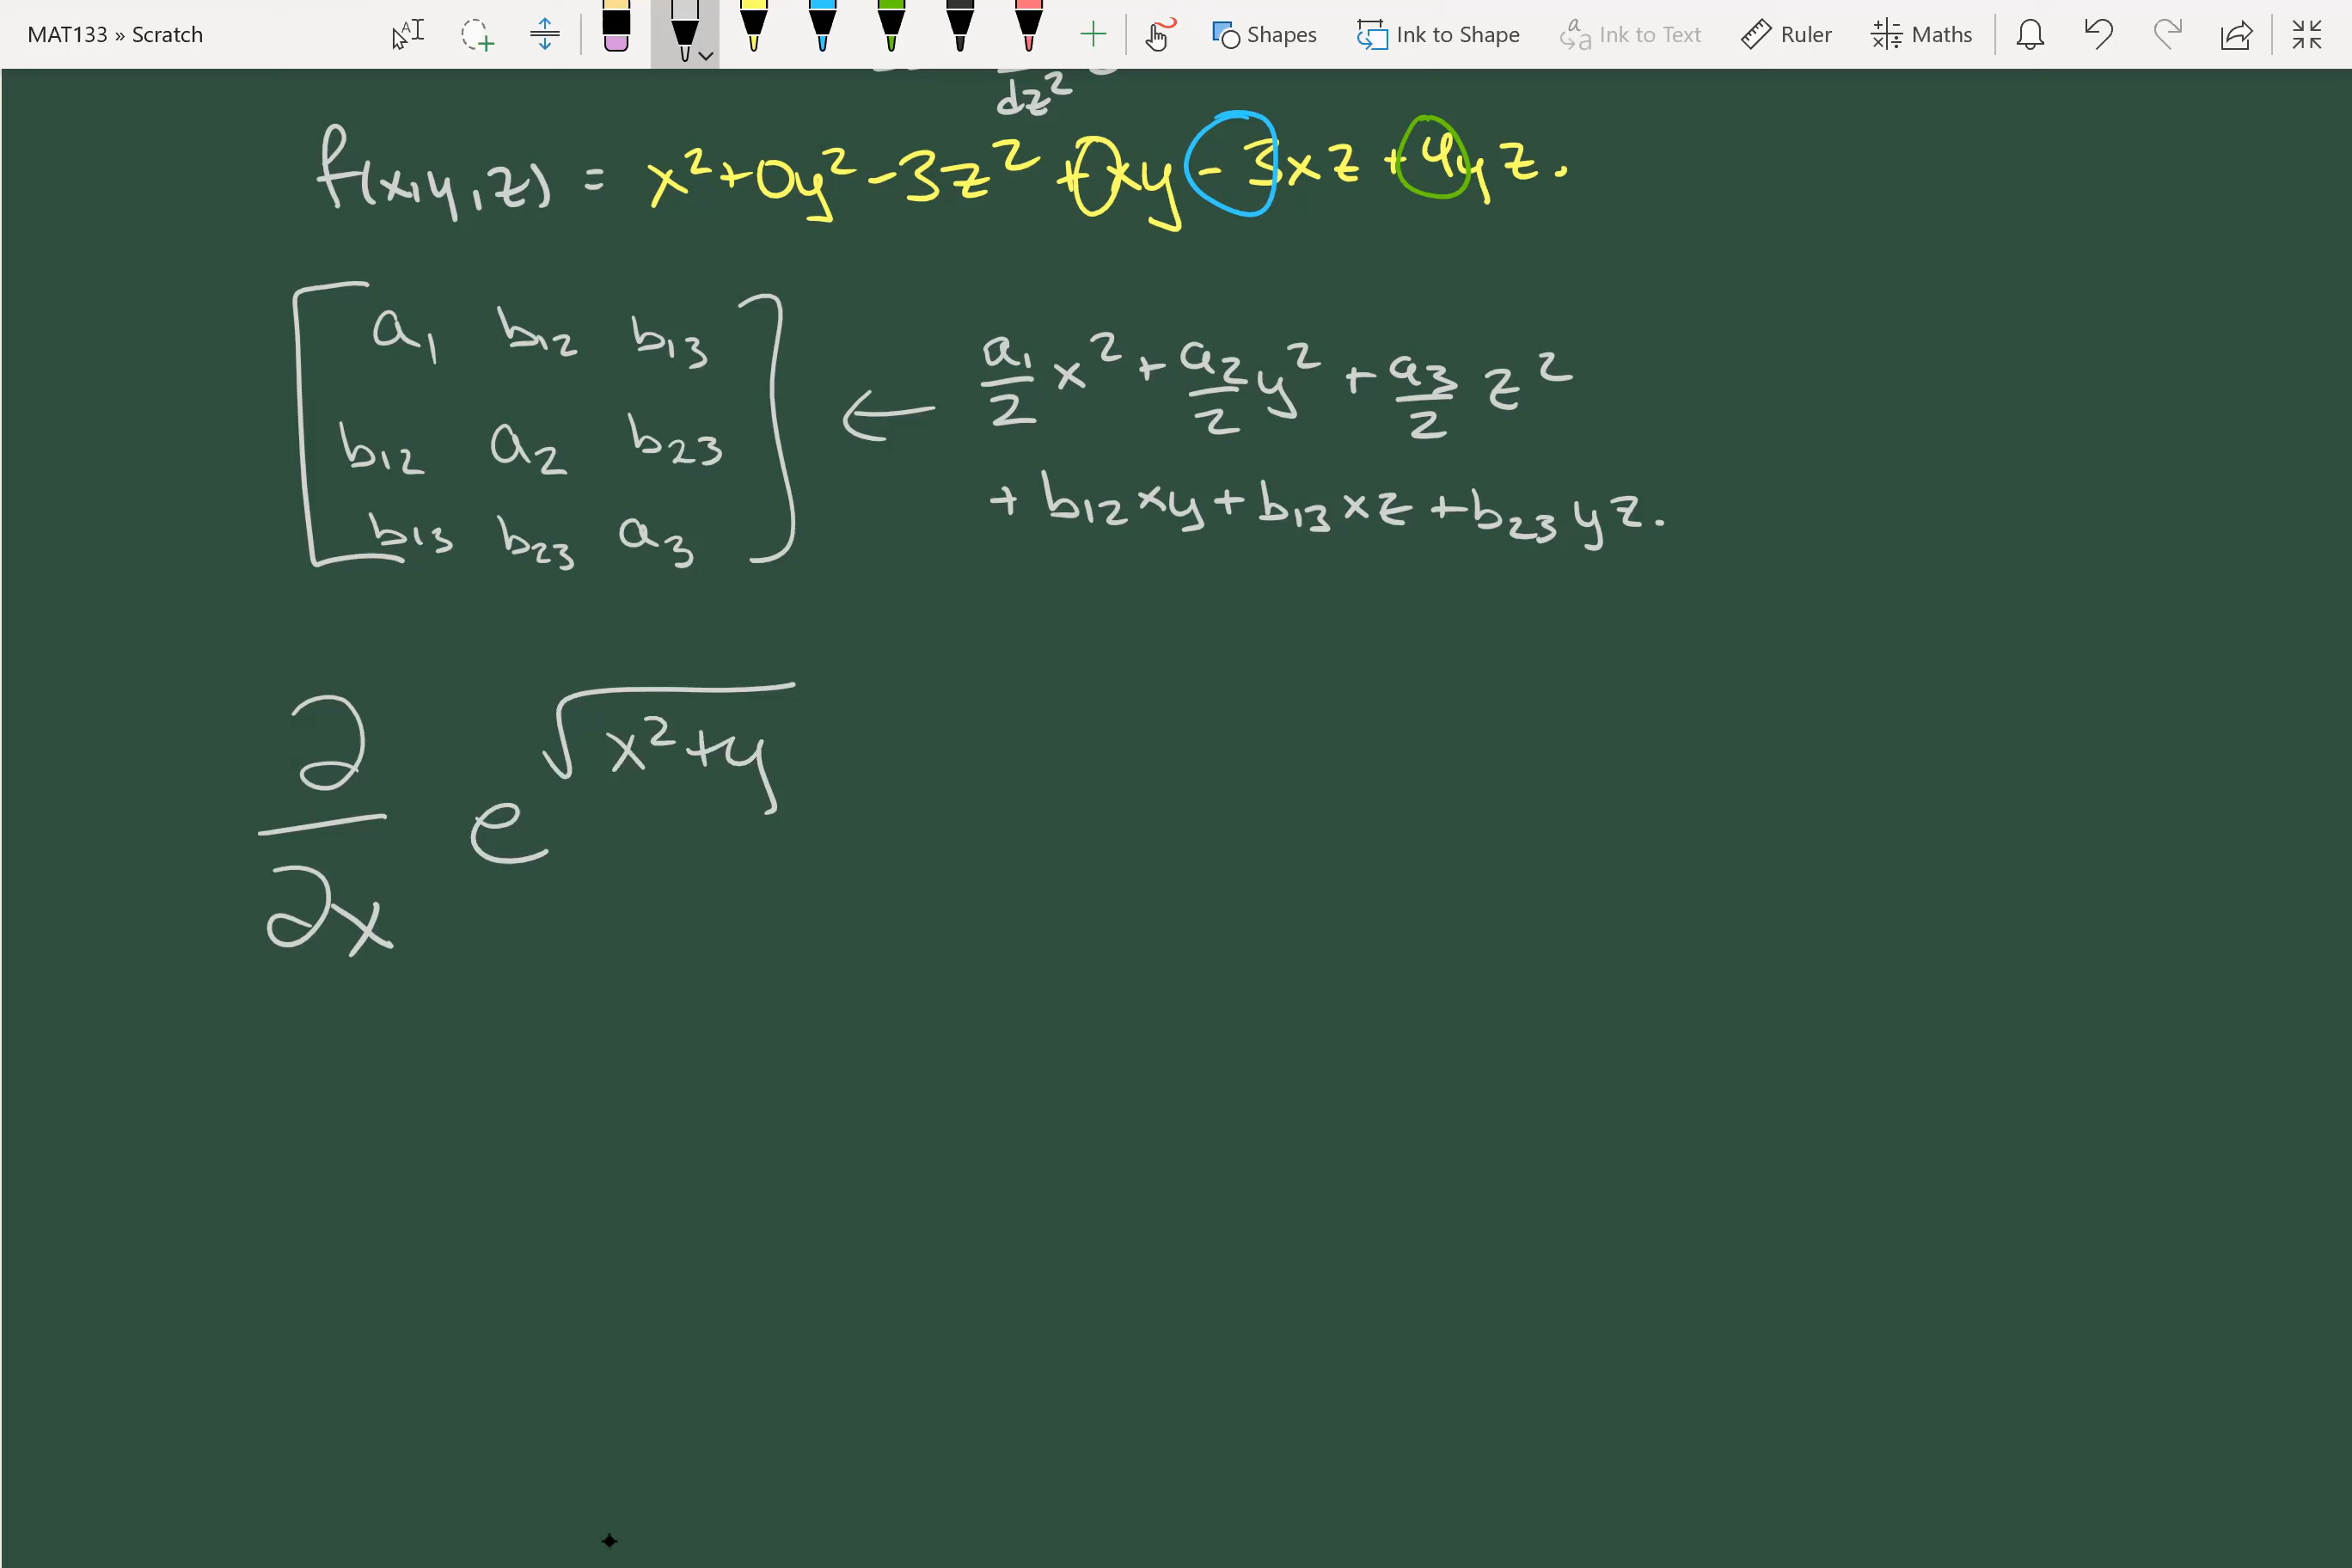 MAT133 » Scratch Shapes Ink to Shape Ink to Text Ruler Maths
dz²
f(x,y,z) = x²+0y²-3z²+0xy-3xz+4yz.
a₁ b₁₂ b₁₃
b₁₂ a₂ b₂₃
b₁₃ b₂₃ a₃
← a₁/2 x² + a₂/2 y² + a₃/2 z²
+ b₁₂xy + b₁₃xz + b₂₃yz.
∂/∂x e^√(x²+y)